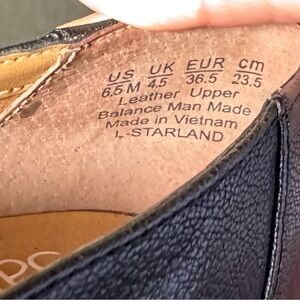 US UK EUR cm
6.5 M 4.5 36.5 23.5
Leather Upper
Balance Man Made
Made in Vietnam
L-STARLAND